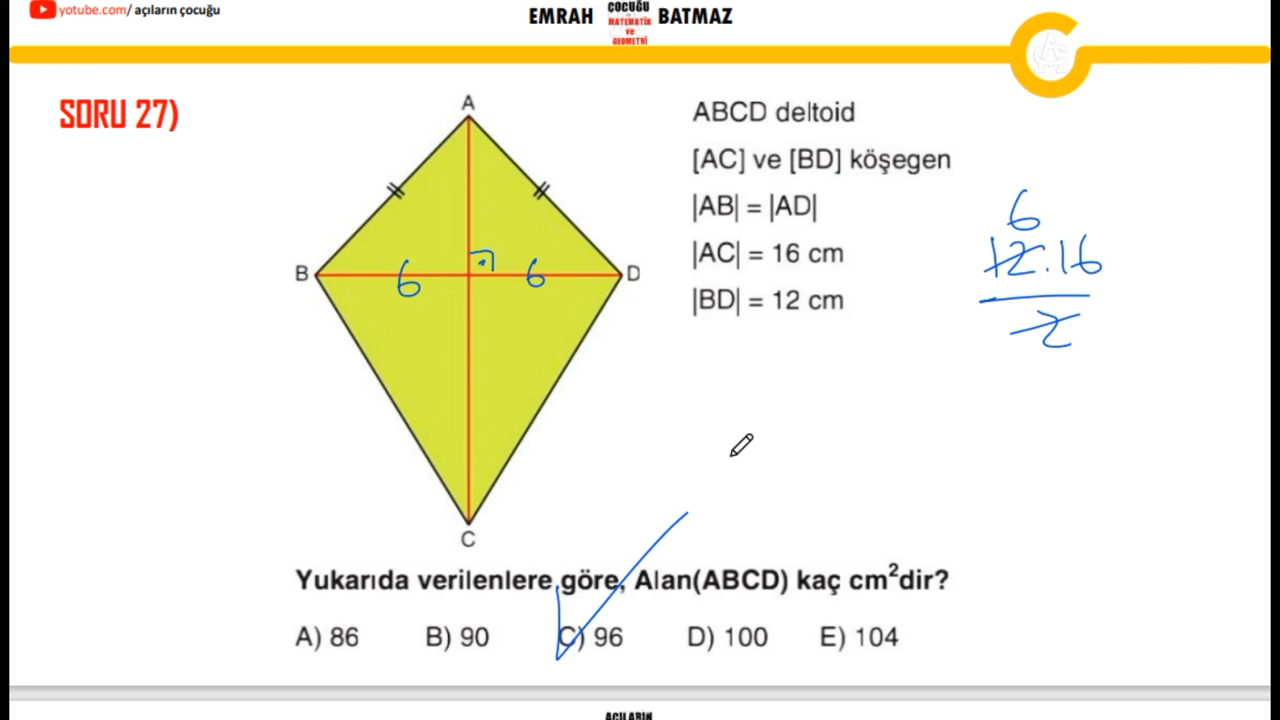 yotube.com/ açıların çocuğu
EMRAH ÇOCUĞU BATMAZ
MATEMATİK
ve
GEOMETRİ
SORU 27)
A
ABCD deltoid
[AC] ve [BD] köşegen
|AB| = |AD|
|AC| = 16 cm
|BD| = 12 cm
6
12.16
2
B
6
6
D
C
Yukarıda verilenlere göre, Alan(ABCD) kaç cm²dir?
A) 86 B) 90 C) 96 D) 100 E) 104
AÇILARIN